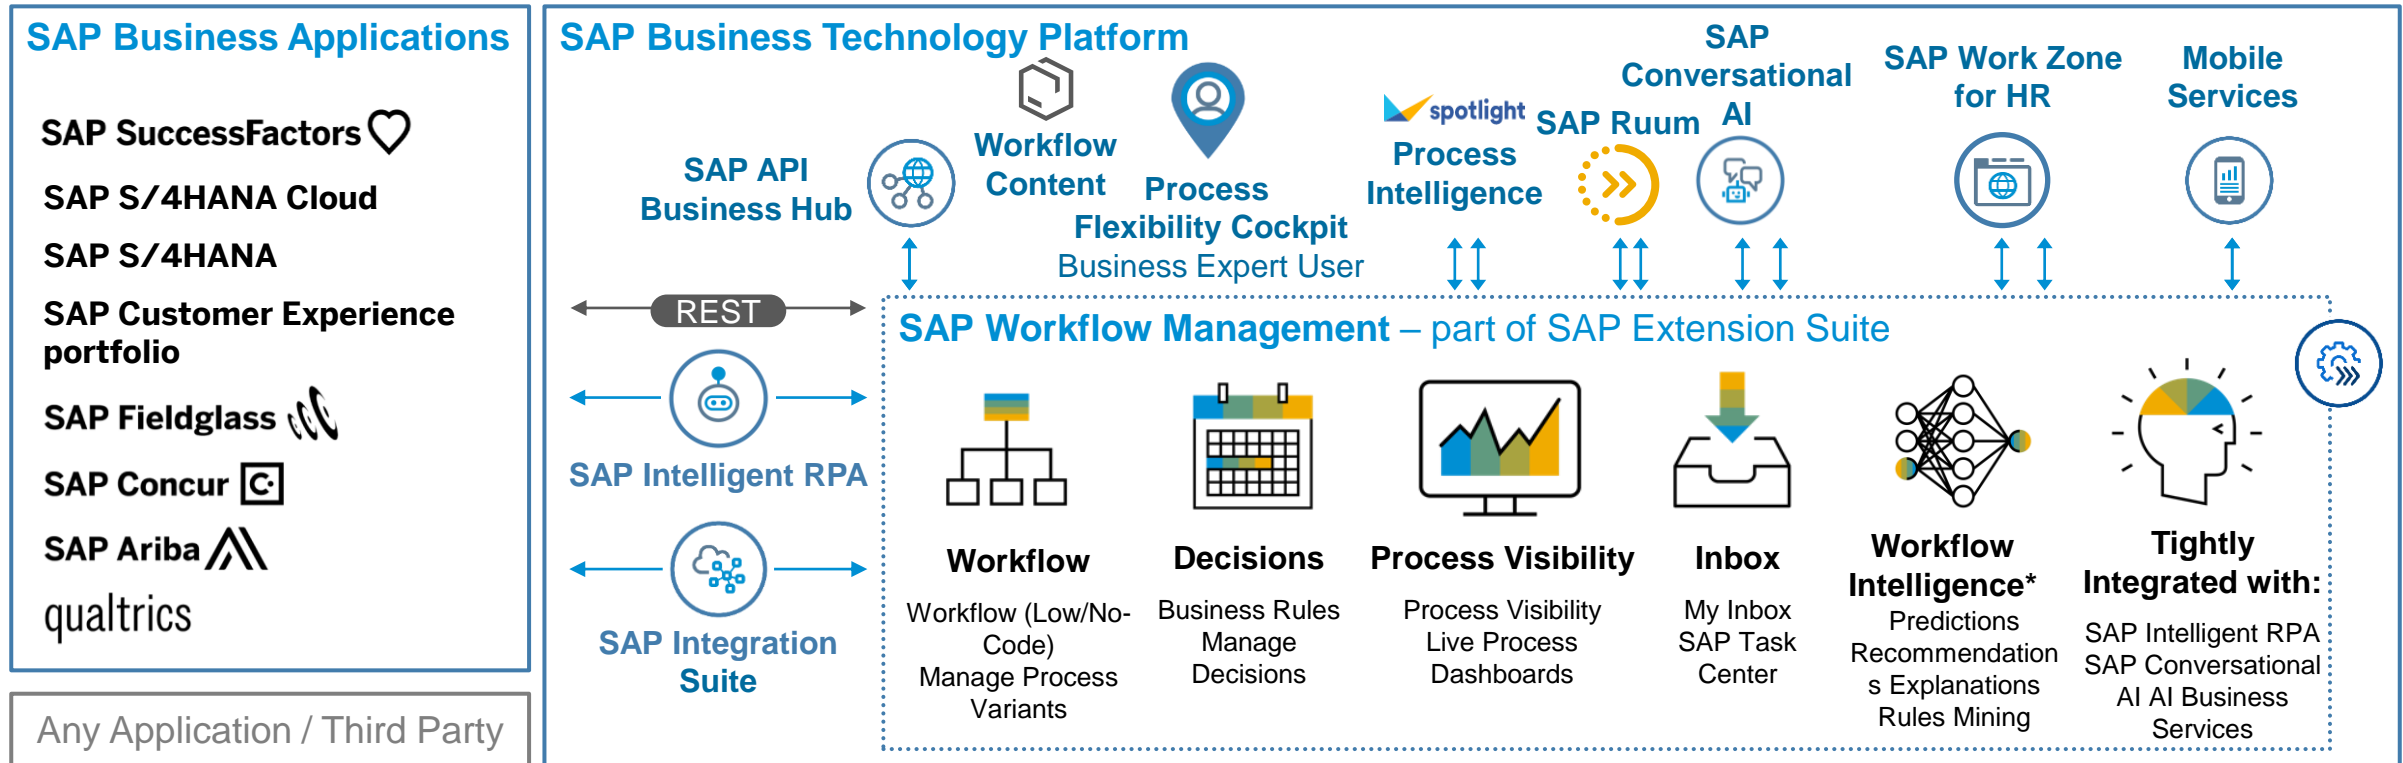 SAP Business Applications
SAP SuccessFactors
SAP S/4HANA Cloud
SAP S/4HANA
SAP Customer Experience
portfolio
SAP Fieldglass
SAP Concur
C
SAP Ariba
qualtrics
Any Application / Third Party
SAP Business Technology Platform
SAP API
Business Hub
Workflow
Content
Process
Flexibility Cockpit
Business Expert User
spotlight
Process
Intelligence
SAP Ruum
SAP
Conversational
AI
SAP Work Zone
for HR
Mobile
Services
REST
SAP Intelligent RPA
SAP Integration
Suite
SAP Workflow Management – part of SAP Extension Suite
Workflow
Workflow (Low/No-
Code)
Manage Process
Variants
Decisions
Business Rules
Manage
Decisions
Process Visibility
Process Visibility
Live Process
Dashboards
Inbox
My Inbox
SAP Task
Center
Workflow
Intelligence*
Predictions
Recommendation
s Explanations
Rules Mining
Tightly
Integrated with:
SAP Intelligent RPA
SAP Conversational
AI AI Business
Services